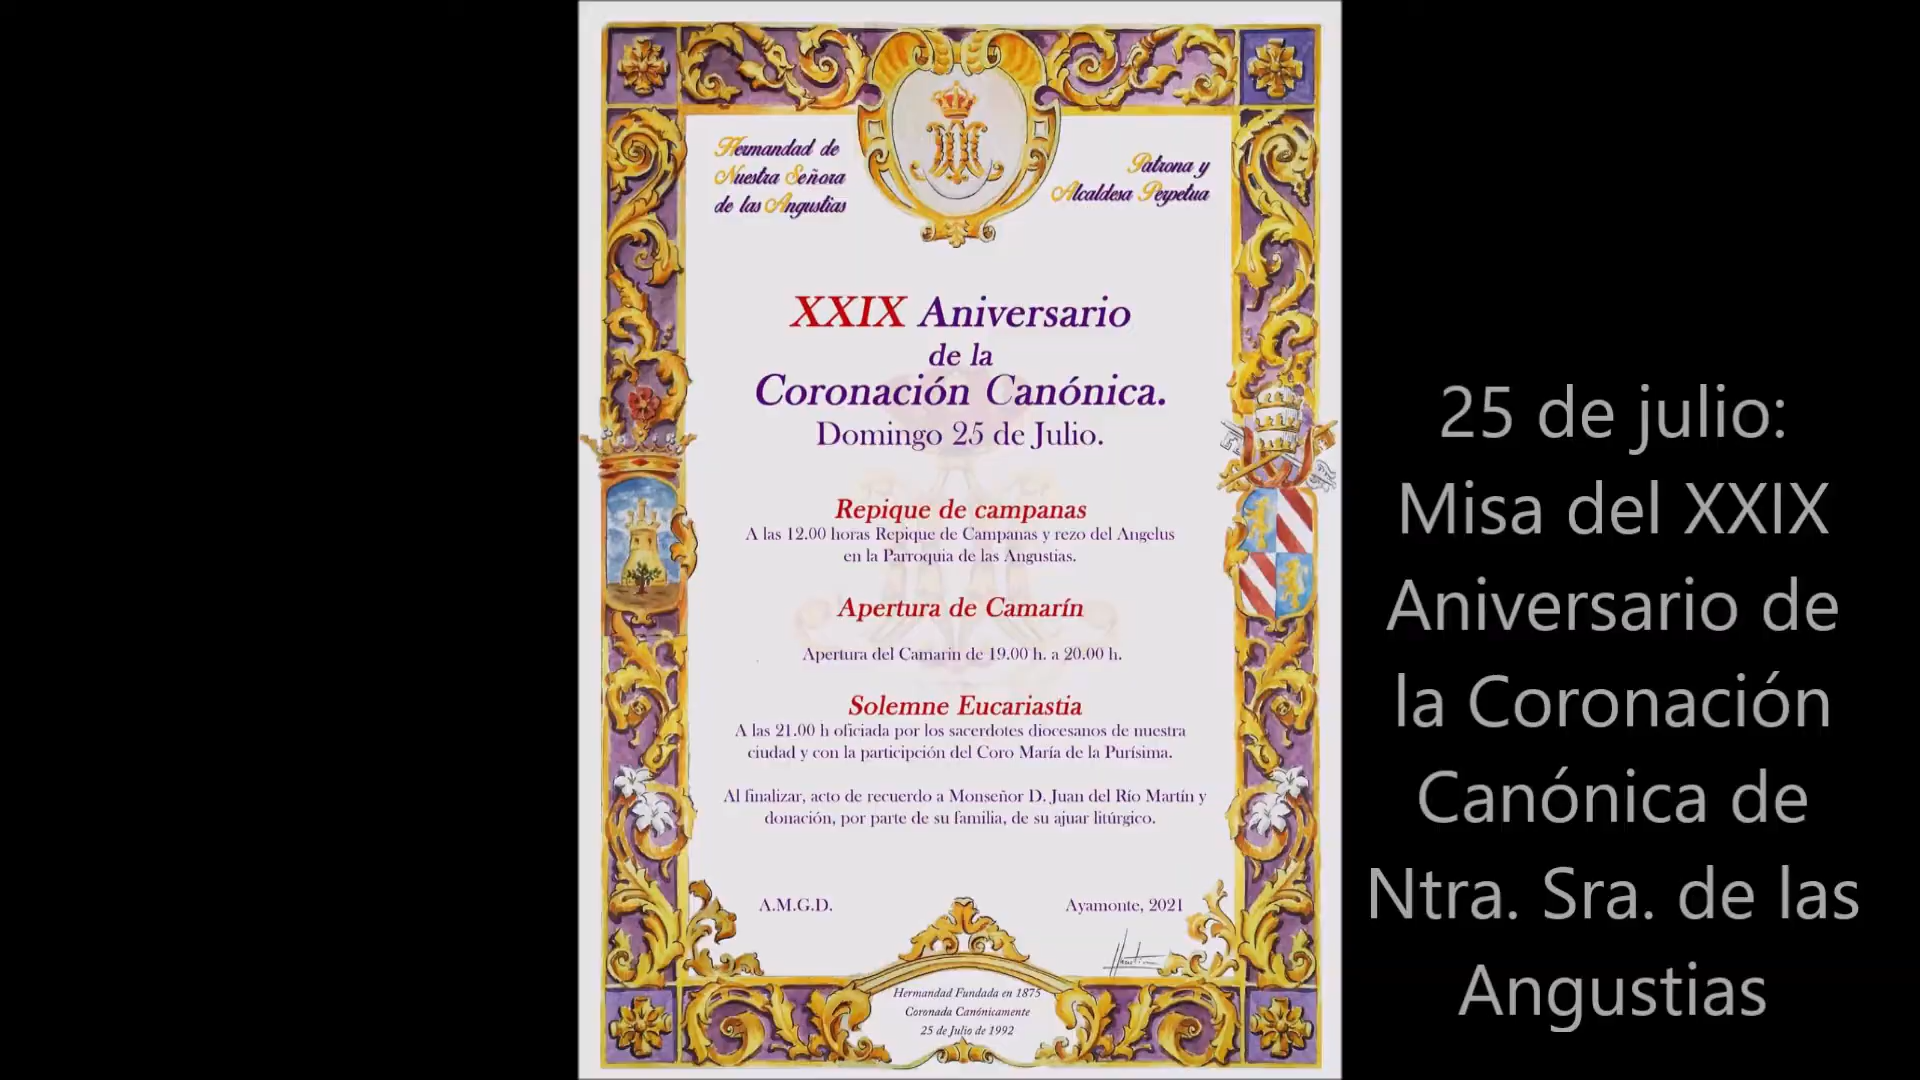 Hermandad de
Nuestra Señora
de las Angustias
Patrona y
Alcaldesa Perpetua
XXIX Aniversario
de la
Coronación Canónica.
Domingo 25 de Julio.
Repique de campanas
A las 12.00 horas Repique de Campanas y rezo del Angelus
en la Parroquia de las Angustias.
Apertura de Camarín
Apertura del Camarin de 19.00 h. a 20.00 h.
Solemne Eucariastia
A las 21.00 h oficiada por los sacerdotes diocesanos de nuestra
ciudad y con la participción del Coro María de la Purísima.
Al finalizar, acto de recuerdo a Monseñor D. Juan del Río Martín y
donación, por parte de su familia, de su ajuar litúrgico.
A.M.G.D.
Ayamonte, 2021
Hermandad Fundada en 1875
Coronada Canónicamente
25 de Julio de 1992
25 de julio:
Misa del XXIX
Aniversario de
la Coronación
Canónica de
Ntra. Sra. de las
Angustias